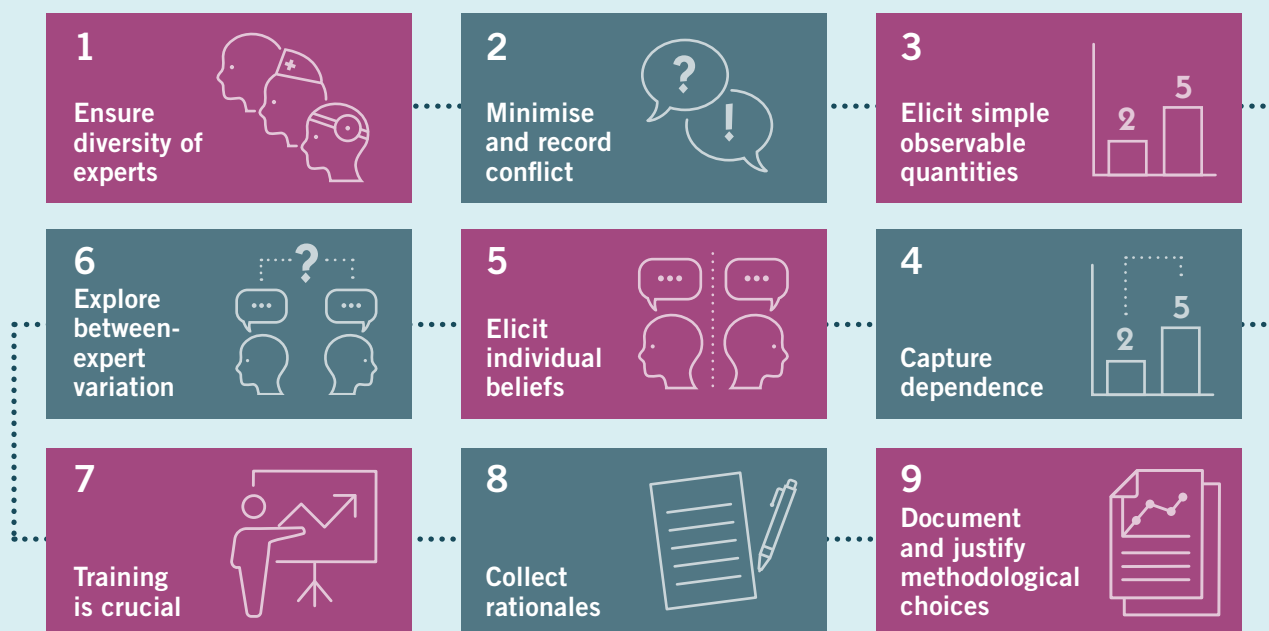 1
Ensure
diversity of
experts
2
?
!
Minimise
and record
conflict
3
2
5
Elicit simple
observable
quantities
4
2
5
Capture
dependence
5
Elicit
individual
beliefs
6
?
Explore
between-
expert
variation
7
Training
is crucial
8
Collect
rationales
9
Document
and justify
methodological
choices